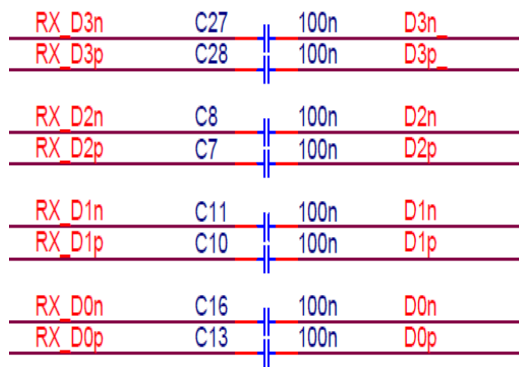 RX_D3n C27 100n D3n_
RX_D3p C28 100n D3p_
RX_D2n C8 100n D2n
RX_D2p C7 100n D2p
RX_D1n C11 100n D1n
RX_D1p C10 100n D1p
RX_D0n C16 100n D0n
RX_D0p C13 100n D0p